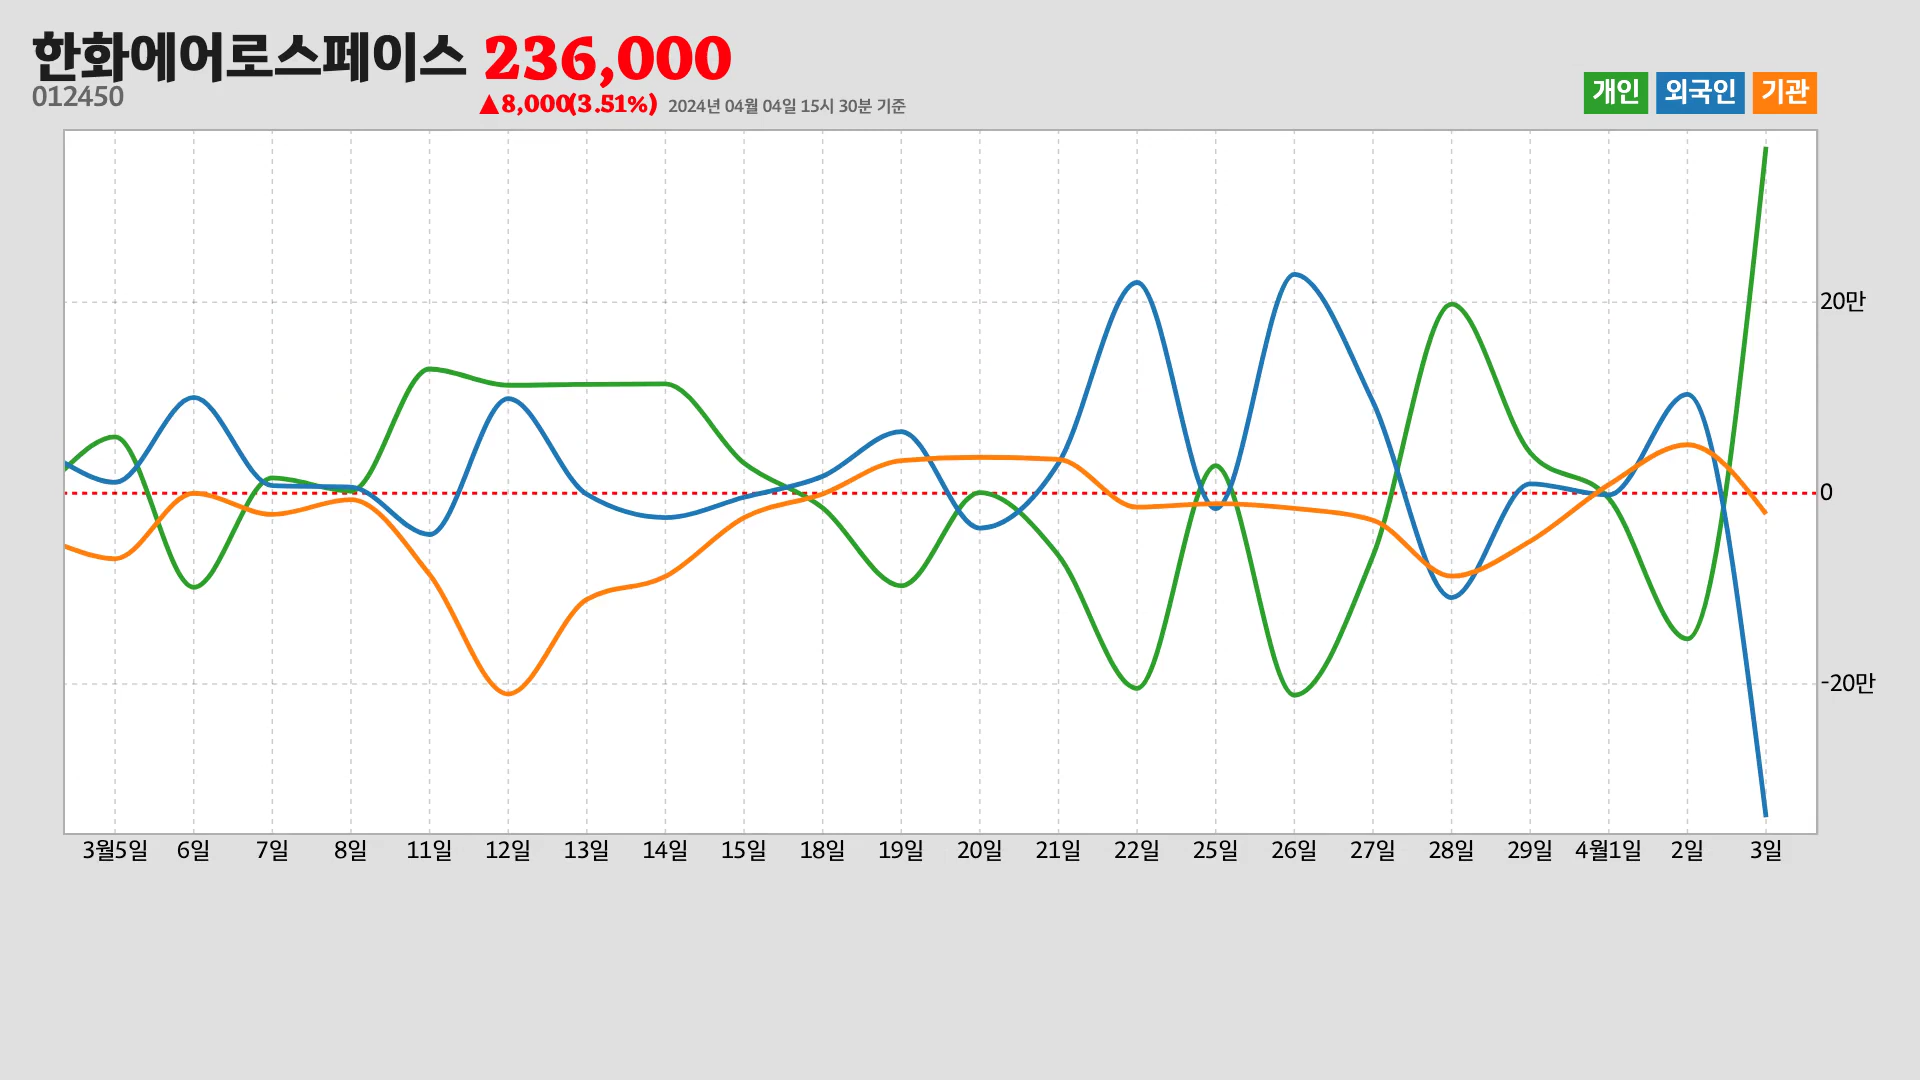 한화에어로스페이스 236,000
012450
▲8,000(3.51%) 2024년 04월 04일 15시 30분 기준
개인 외국인 기관
20만
0
-20만
3월5일 6일 7일 8일 11일 12일 13일 14일 15일 18일 19일 20일 21일 22일 25일 26일 27일 28일 29일 4월1일 2일 3일